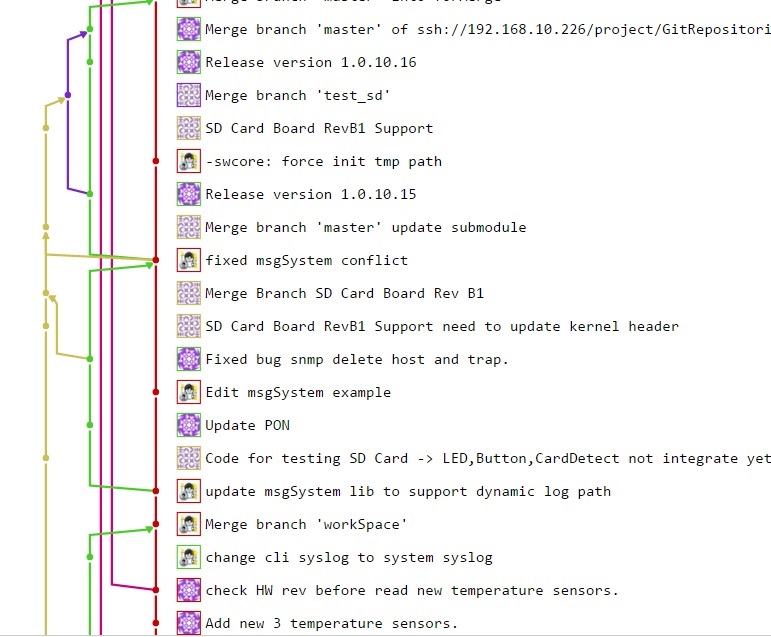 Merge branch 'master' into
Merge branch 'master' of ssh://192.168.10.226/project/GitRepositori
Release version 1.0.10.16
Merge branch 'test_sd'
SD Card Board RevB1 Support
-swcore: force init tmp path
Release version 1.0.10.15
Merge branch 'master' update submodule
fixed msgSystem conflict
Merge Branch SD Card Board Rev B1
SD Card Board RevB1 Support need to update kernel header
Fixed bug snmp delete host and trap.
Edit msgSystem example
Update PON
Code for testing SD Card -> LED,Button,CardDetect not integrate yet
update msgSystem lib to support dynamic log path
Merge branch 'workSpace'
change cli syslog to system syslog
check HW rev before read new temperature sensors.
Add new 3 temperature sensors.